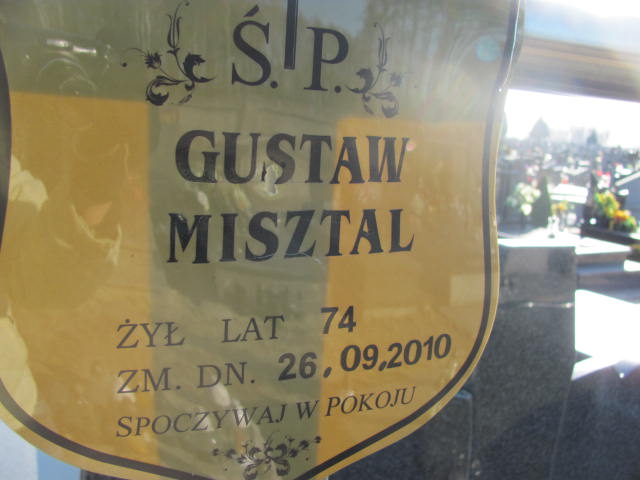 Ś. P.
GUSTAW
MISZTAL
ŻYŁ LAT 74
ZM. DN. 26.09.2010
SPOCZYWAJ W POKOJU